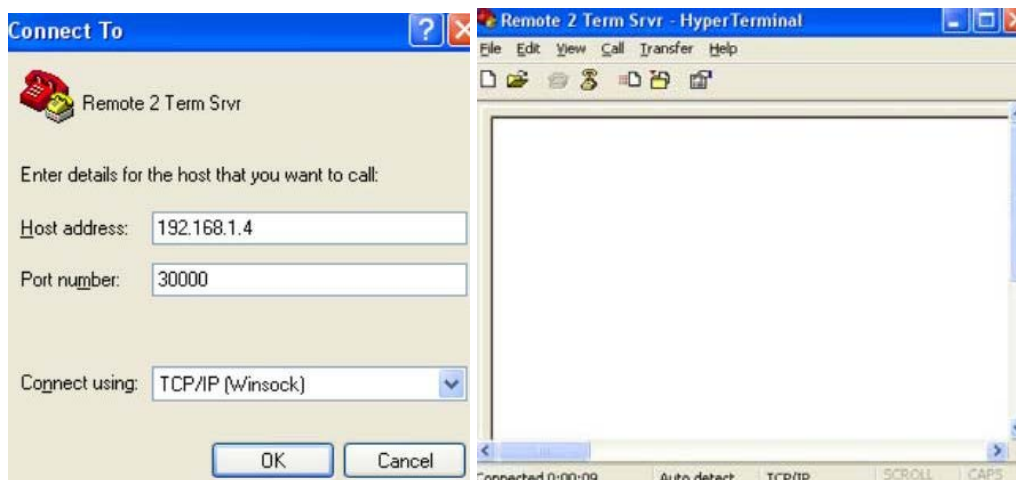 Connect To
Remote 2 Term Srvr
Enter details for the host that you want to call:
Host address: 192.168.1.4
Port number: 30000
Connect using: TCP/IP (Winsock)
OK Cancel
Remote 2 Term Srvr - HyperTerminal
File Edit View Call Transfer Help
Connected 0:00:09 Auto detect TCP/IP SCROLL CAPS